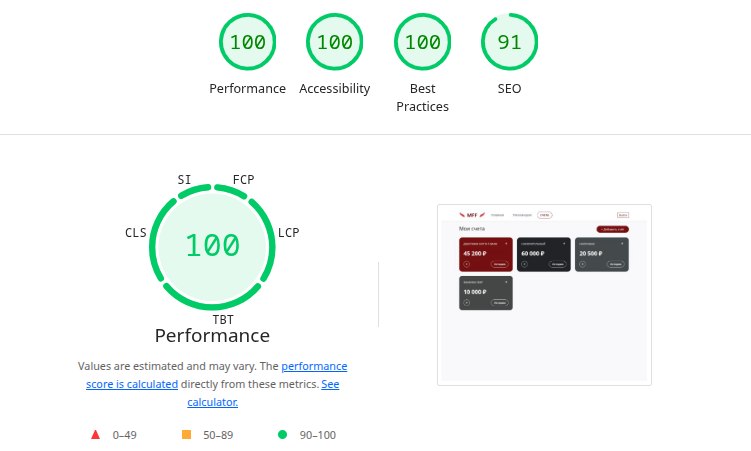 100
100
100
91
Performance
Accessibility
Best
Practices
SEO
SI
FCP
CLS
LCP
100
TBT
Performance
Values are estimated and may vary. The performance
score is calculated directly from these metrics. See
calculator.
0–49
50–89
90–100
MFF
Мои счета
45 200 ₽
60 000 ₽
20 500 ₽
10 000 ₽